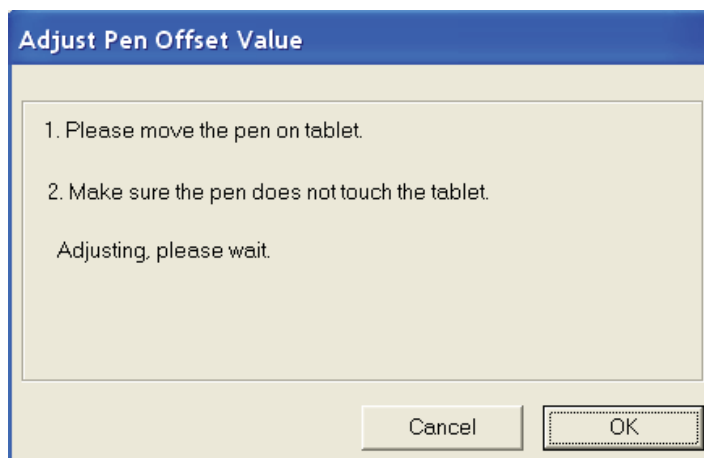 Adjust Pen Offset Value
1. Please move the pen on tablet.
2. Make sure the pen does not touch the tablet.
Adjusting, please wait.
Cancel
OK